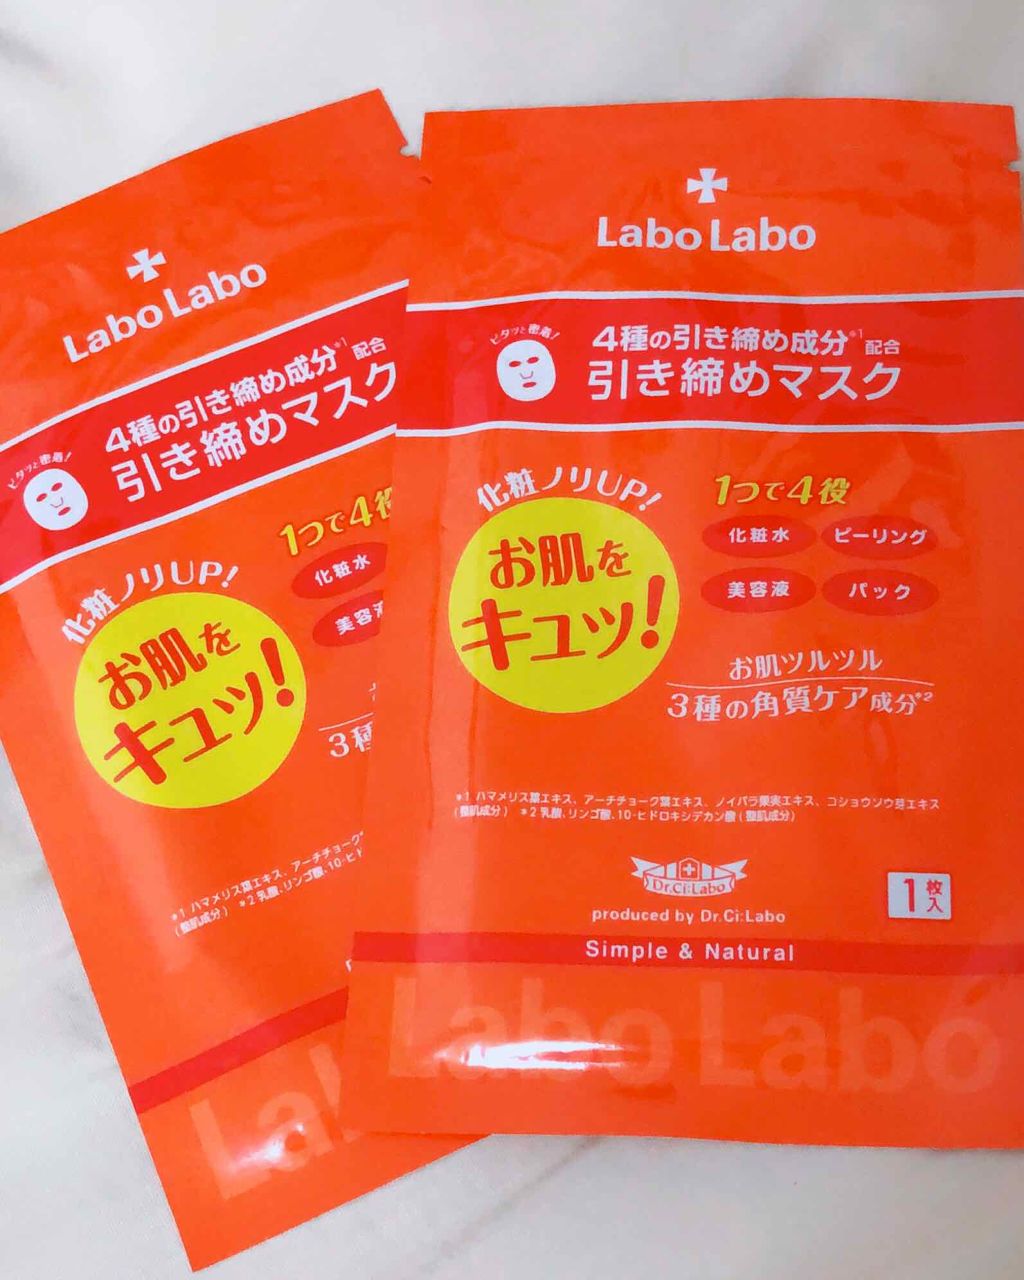 Labo Labo
ピタッと密着!
4種の引き締め成分*1配合
引き締めマスク
化粧ノリUP!
お肌を
キュッ!
1つで4役
化粧水
美容液
3種
*1 ハマメリス葉エキス、アーチチョーク
(整肌成分) *2 乳酸、リンゴ酸、10-ヒド
Labo Labo
ピタッと密着!
4種の引き締め成分*1配合
引き締めマスク
化粧ノリUP!
お肌を
キュッ!
1つで4役
化粧水 ピーリング
美容液 パック
お肌ツルツル
3種の角質ケア成分*2
*1 ハマメリス葉エキス、アーチチョーク葉エキス、ノイバラ果実エキス、コショウソウ芽エキス
(整肌成分) *2 乳酸、リンゴ酸、10-ヒドロキシデカン酸(整肌成分)
Dr.Ci:Labo
produced by Dr.Ci:Labo
1枚入
Simple & Natural
Labo Labo